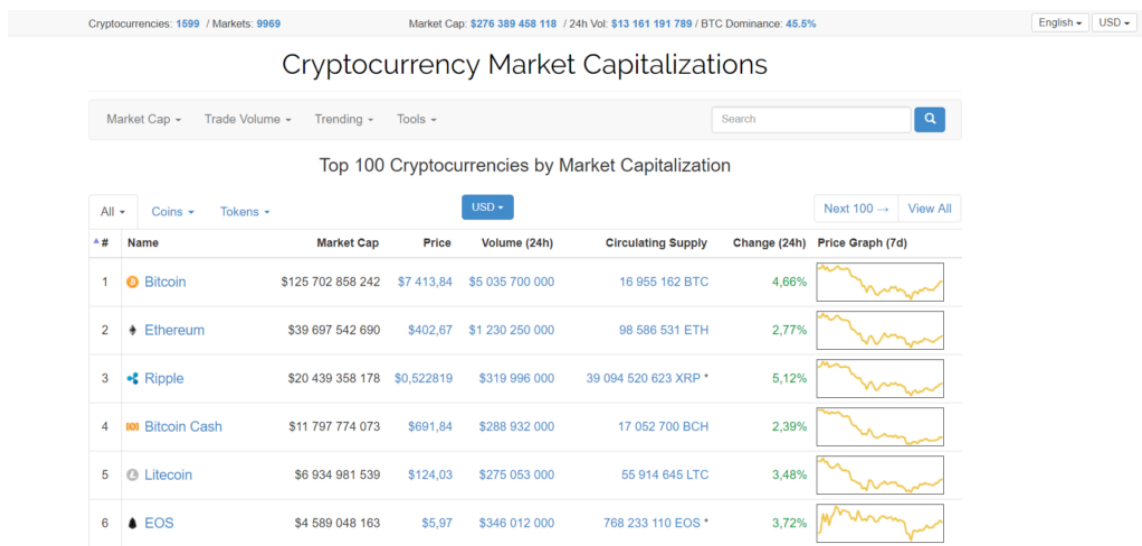 Cryptocurrencies: 1599 / Markets: 9969 Market Cap: $276 389 458 118 / 24h Vol: $13 161 191 789 / BTC Dominance: 45.5% English USD
Cryptocurrency Market Capitalizations
Market Cap Trade Volume Trending Tools Search
Top 100 Cryptocurrencies by Market Capitalization
All Coins Tokens USD Next 100 → View All
# Name Market Cap Price Volume (24h) Circulating Supply Change (24h) Price Graph (7d)
1 Bitcoin $125 702 858 242 $7 413,84 $5 035 700 000 16 955 162 BTC 4,66%
2 Ethereum $39 697 542 690 $402,67 $1 230 250 000 98 586 531 ETH 2,77%
3 Ripple $20 439 358 178 $0,522819 $319 996 000 39 094 520 623 XRP * 5,12%
4 Bitcoin Cash $11 797 774 073 $691,84 $288 932 000 17 052 700 BCH 2,39%
5 Litecoin $6 934 981 539 $124,03 $275 053 000 55 914 645 LTC 3,48%
6 EOS $4 589 048 163 $5,97 $346 012 000 768 233 110 EOS * 3,72%